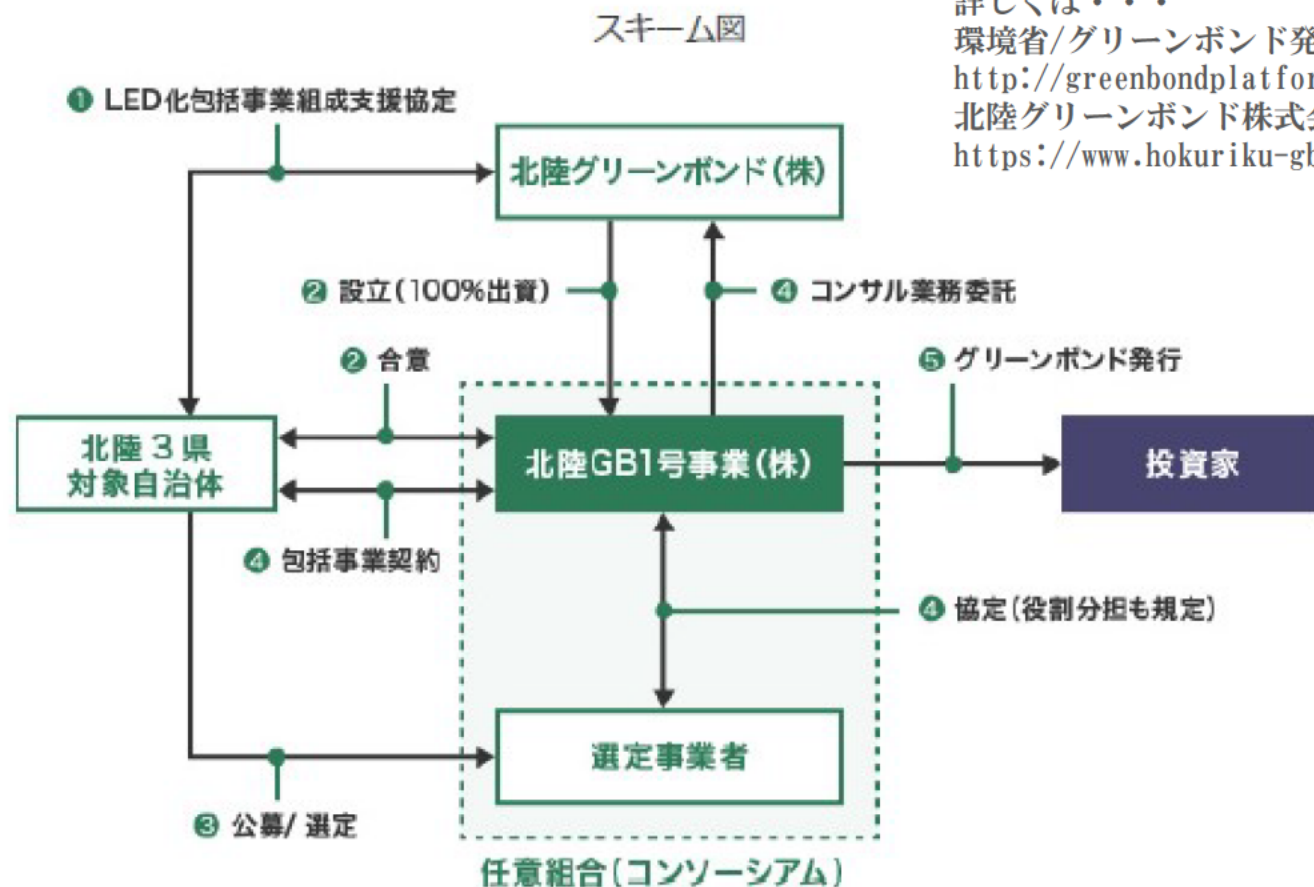 スキーム図
詳しくは・・・
環境省/グリーンボンド発
http://greenbondplatfor
北陸グリーンボンド株式会
https://www.hokuriku-gb
❶ LED化包括事業組成支援協定
北陸グリーンボンド(株)
❷ 設立(100%出資)
❹ コンサル業務委託
❷ 合意
❺ グリーンボンド発行
北陸3県
対象自治体
北陸GB1号事業(株)
投資家
❹ 包括事業契約
❹ 協定(役割分担も規定)
選定事業者
❸ 公募/ 選定
任意組合(コンソーシアム)